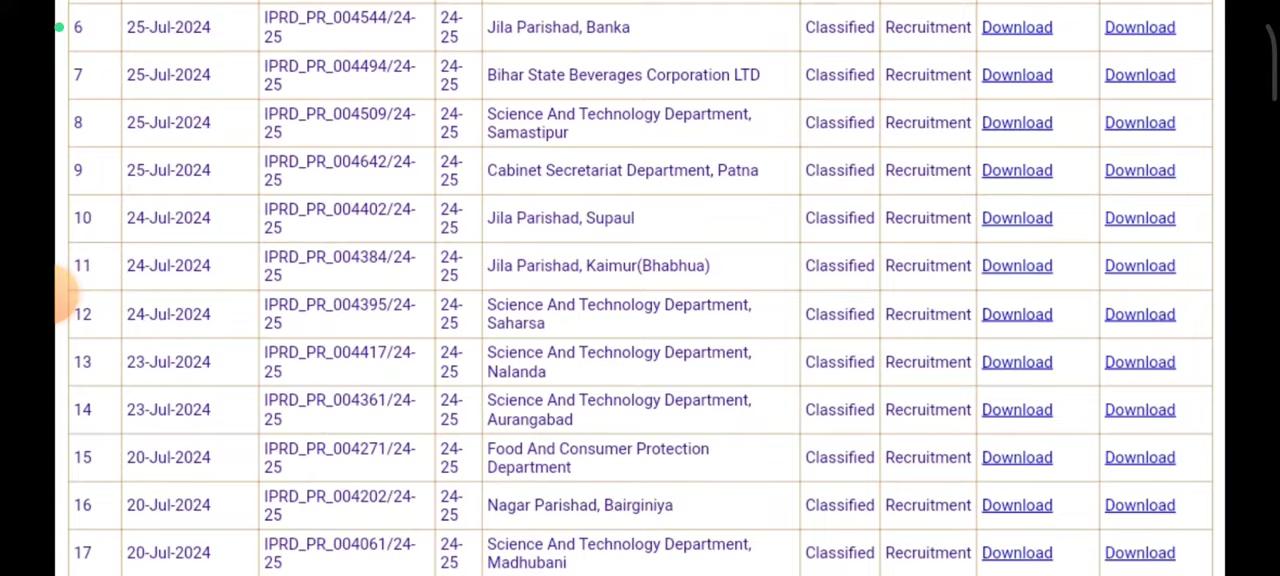 6 25-Jul-2024 IPRD_PR_004544/24-25 24-25 Jila Parishad, Banka Classified Recruitment Download Download
7 25-Jul-2024 IPRD_PR_004494/24-25 24-25 Bihar State Beverages Corporation LTD Classified Recruitment Download Download
8 25-Jul-2024 IPRD_PR_004509/24-25 24-25 Science And Technology Department, Samastipur Classified Recruitment Download Download
9 25-Jul-2024 IPRD_PR_004642/24-25 24-25 Cabinet Secretariat Department, Patna Classified Recruitment Download Download
10 24-Jul-2024 IPRD_PR_004402/24-25 24-25 Jila Parishad, Supaul Classified Recruitment Download Download
11 24-Jul-2024 IPRD_PR_004384/24-25 24-25 Jila Parishad, Kaimur(Bhabhua) Classified Recruitment Download Download
12 24-Jul-2024 IPRD_PR_004395/24-25 24-25 Science And Technology Department, Saharsa Classified Recruitment Download Download
13 23-Jul-2024 IPRD_PR_004417/24-25 24-25 Science And Technology Department, Nalanda Classified Recruitment Download Download
14 23-Jul-2024 IPRD_PR_004361/24-25 24-25 Science And Technology Department, Aurangabad Classified Recruitment Download Download
15 20-Jul-2024 IPRD_PR_004271/24-25 24-25 Food And Consumer Protection Department Classified Recruitment Download Download
16 20-Jul-2024 IPRD_PR_004202/24-25 24-25 Nagar Parishad, Bairginiya Classified Recruitment Download Download
17 20-Jul-2024 IPRD_PR_004061/24-25 24-25 Science And Technology Department, Madhubani Classified Recruitment Download Download